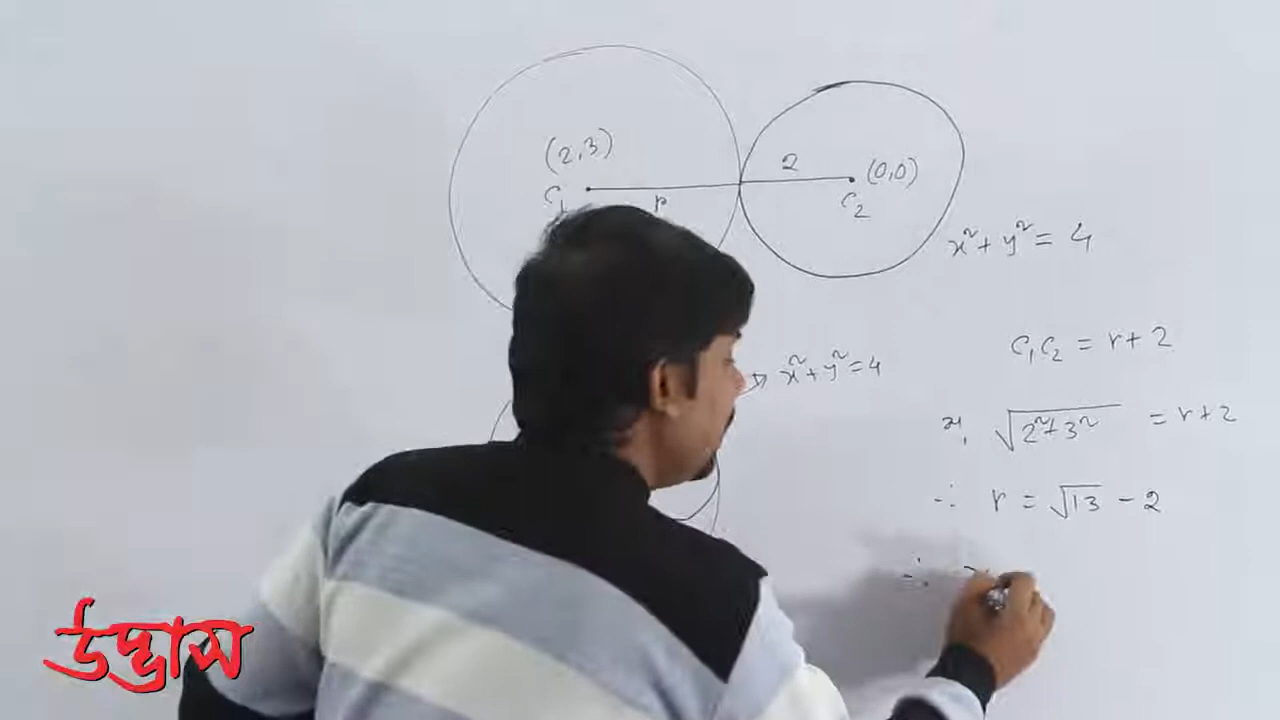 (2,3)
C₁
r
2
(0,0)
C₂
x² + y² = 4
C₁C₂ = r + 2
x² + y² = 4
বা, √(2² + 3²) = r + 2
∴ r = √13 - 2
∴
উদ্ভাস